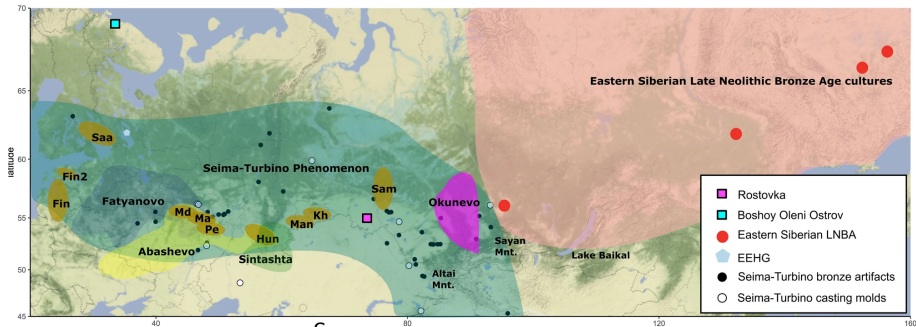 70
65
60
55
50
45
latitude
40
80
120
160
Eastern Siberian Late Neolithic Bronze Age cultures
Saa
Seima-Turbino Phenomenon
Fin2
Fin
Fatyanovo
Md
Ma
Pe
Sam
Okunevo
Kh
Man
Hun
Abashevo
Sintashta
Sayan
Mnt.
Altai
Mnt.
Lake Baikal
Rostovka
Boshoy Oleni Ostrov
Eastern Siberian LNBA
EEHG
Seima-Turbino bronze artifacts
Seima-Turbino casting molds